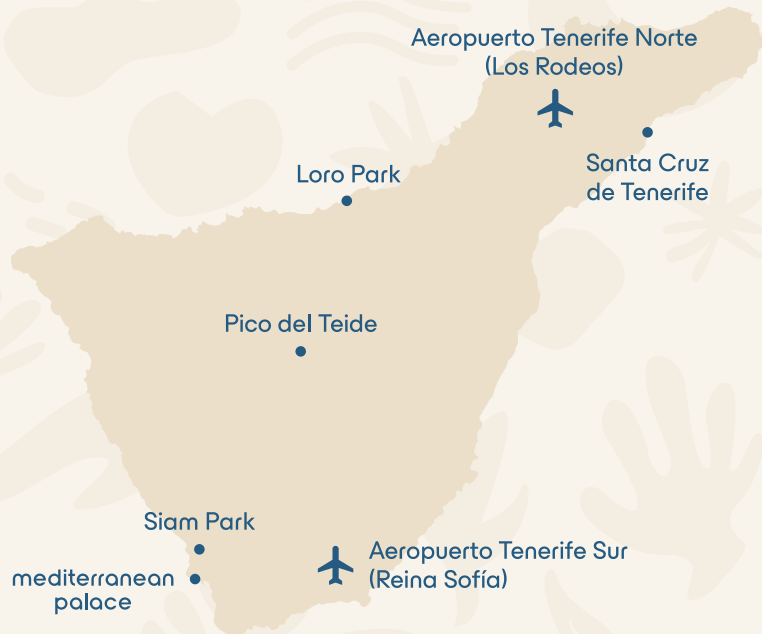 Aeropuerto Tenerife Norte
(Los Rodeos)
Santa Cruz
de Tenerife
Loro Park
Pico del Teide
Siam Park
mediterranean
palace
Aeropuerto Tenerife Sur
(Reina Sofía)